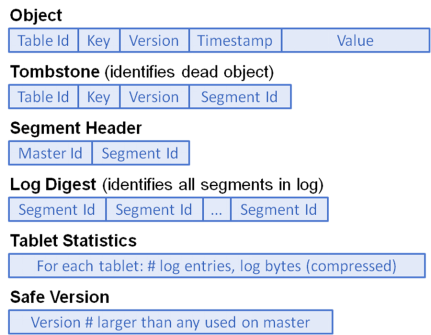 Object
Table Id Key Version Timestamp Value
Tombstone (identifies dead object)
Table Id Key Version Segment Id
Segment Header
Master Id Segment Id
Log Digest (identifies all segments in log)
Segment Id Segment Id ... Segment Id
Tablet Statistics
For each tablet: # log entries, log bytes (compressed)
Safe Version
Version # larger than any used on master